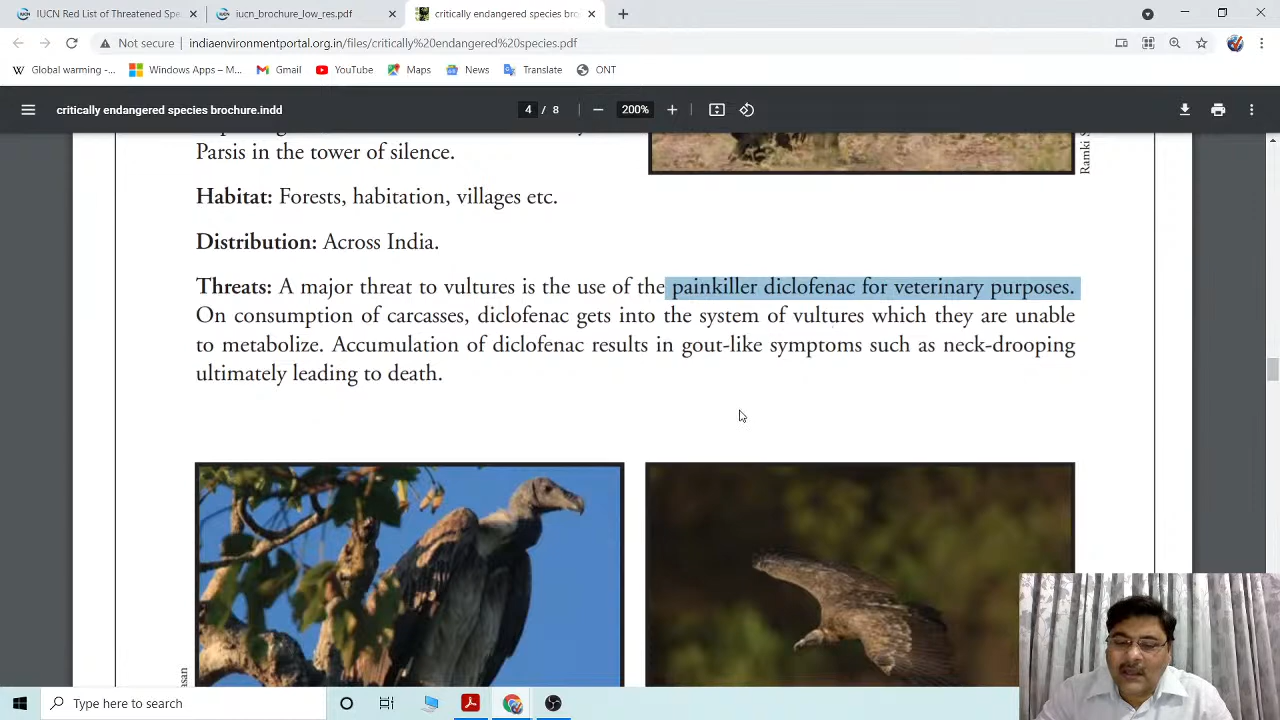 IUCN Red List of Threatened Spe
iucn_brochure_low_res.pdf
critically endangered species bro
Not secure
indiaenvironmentportal.org.in/files/critically%20endangered%20species.pdf
Global warming -...
Windows Apps – M...
Gmail
YouTube
Maps
News
Translate
ONT
critically endangered species brochure.indd
4 / 8
200%
Parsis in the tower of silence.
Ramki S
Habitat: Forests, habitation, villages etc.
Distribution: Across India.
Threats: A major threat to vultures is the use of the painkiller diclofenac for veterinary purposes.
On consumption of carcasses, diclofenac gets into the system of vultures which they are unable
to metabolize. Accumulation of diclofenac results in gout-like symptoms such as neck-drooping
ultimately leading to death.
asan
Type here to search